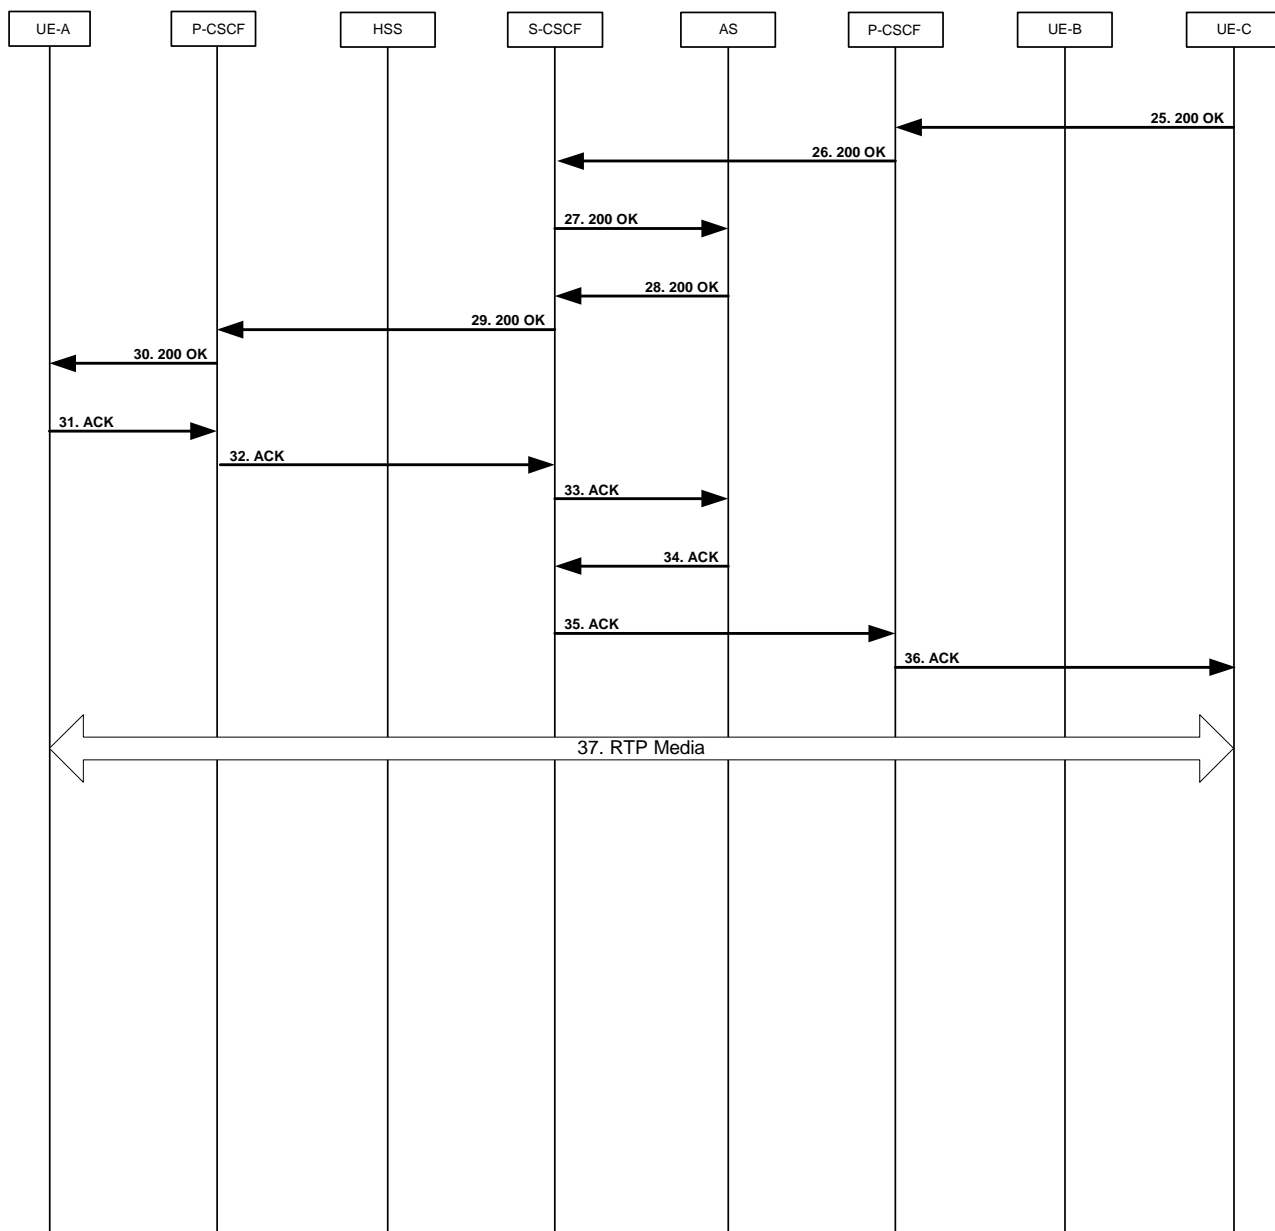 UE-A
P-CSCF
HSS
S-CSCF
AS
P-CSCF
UE-B
UE-C
25. 200 OK
26. 200 OK
27. 200 OK
28. 200 OK
29. 200 OK
30. 200 OK
31. ACK
32. ACK
33. ACK
34. ACK
35. ACK
36. ACK
37. RTP Media